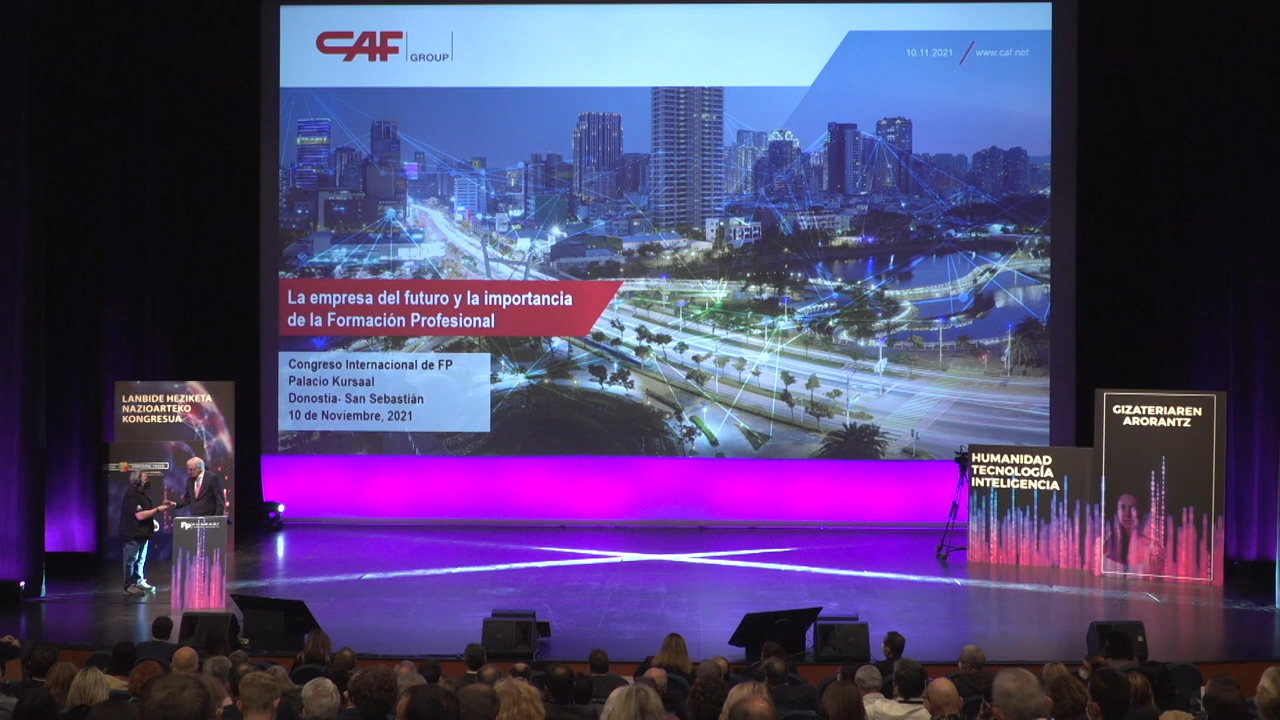 CAF
GROUP
10.11.2021
www.caf.net
La empresa del futuro y la importancia
de la Formación Profesional
Congreso Internacional de FP
Palacio Kursaal
Donostia- San Sebastián
10 de Noviembre, 2021
LANBIDE HEZIKETA
NAZIOARTEKO
KONGRESUA
HUMANIDAD
TECNOLOGÍA
INTELIGENCIA
GIZATERIAREN
ARORANTZ